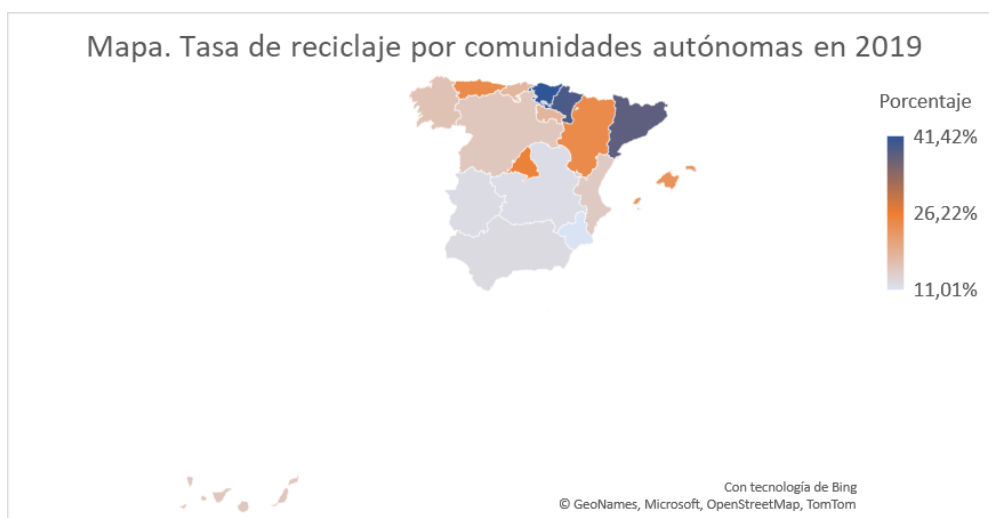 Mapa. Tasa de reciclaje por comunidades autónomas en 2019
Porcentaje
41,42%
26,22%
11,01%
Con tecnología de Bing
© GeoNames, Microsoft, OpenStreetMap, TomTom